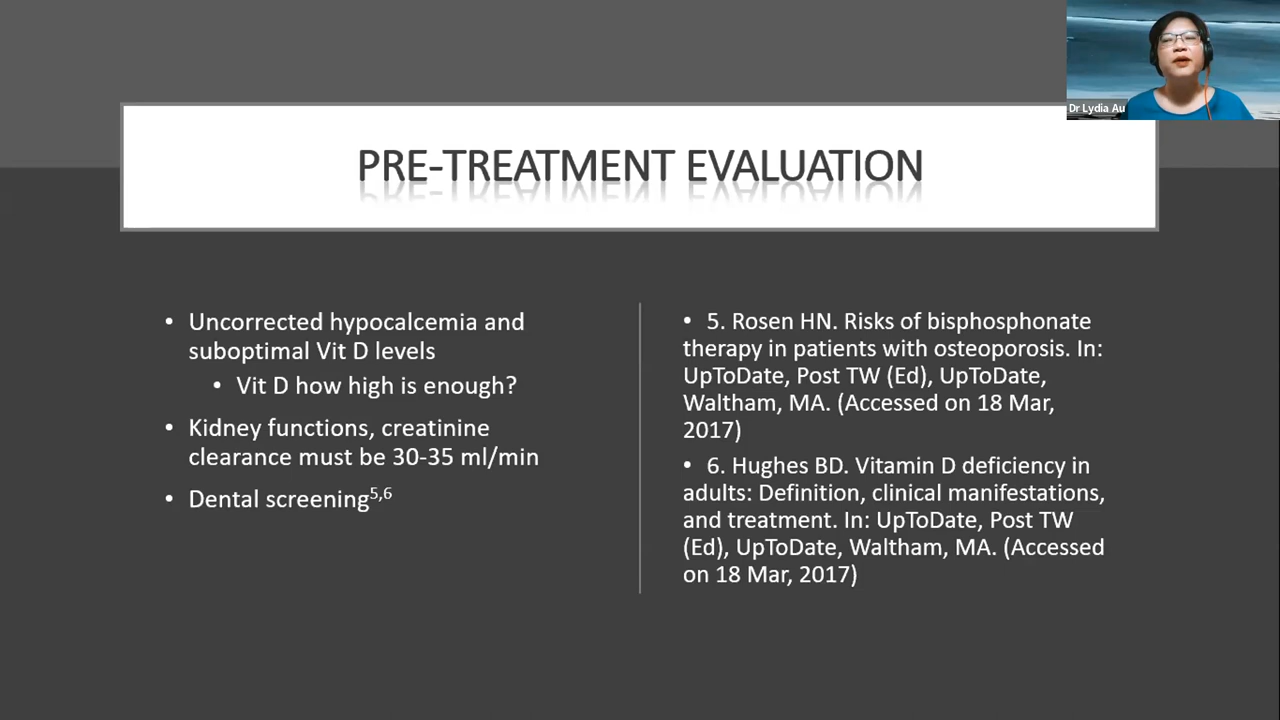 Dr Lydia Au
PRE-TREATMENT EVALUATION
• Uncorrected hypocalcemia and
suboptimal Vit D levels
• Vit D how high is enough?
• Kidney functions, creatinine
clearance must be 30-35 ml/min
• Dental screening5,6
• 5. Rosen HN. Risks of bisphosphonate
therapy in patients with osteoporosis. In:
UpToDate, Post TW (Ed), UpToDate,
Waltham, MA. (Accessed on 18 Mar,
2017)
• 6. Hughes BD. Vitamin D deficiency in
adults: Definition, clinical manifestations,
and treatment. In: UpToDate, Post TW
(Ed), UpToDate, Waltham, MA. (Accessed
on 18 Mar, 2017)